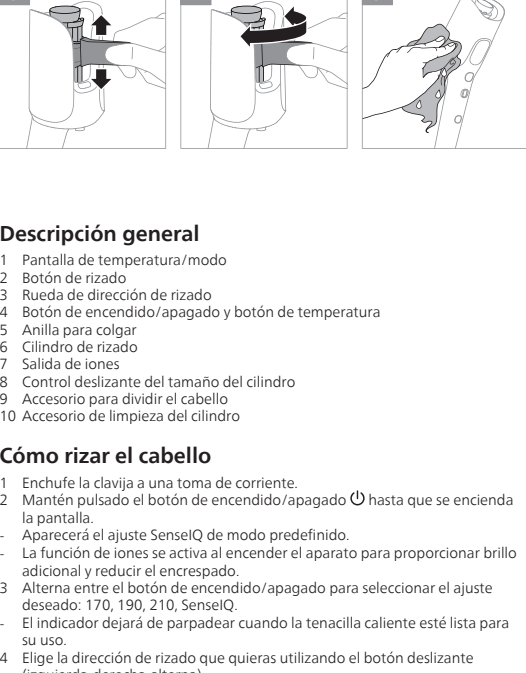 Descripción general
1 Pantalla de temperatura/modo
2 Botón de rizado
3 Rueda de dirección de rizado
4 Botón de encendido/apagado y botón de temperatura
5 Anilla para colgar
6 Cilindro de rizado
7 Salida de iones
8 Control deslizante del tamaño del cilindro
9 Accesorio para dividir el cabello
10 Accesorio de limpieza del cilindro
Cómo rizar el cabello
1 Enchufe la clavija a una toma de corriente.
2 Mantén pulsado el botón de encendido/apagado ⏻ hasta que se encienda
la pantalla.
- Aparecerá el ajuste SenseIQ de modo predefinido.
- La función de iones se activa al encender el aparato para proporcionar brillo
adicional y reducir el encrespado.
3 Alterna entre el botón de encendido/apagado para seleccionar el ajuste
deseado: 170, 190, 210, SenseIQ.
- El indicador dejará de parpadear cuando la tenacilla caliente esté lista para
su uso.
4 Elige la dirección de rizado que quieras utilizando el botón deslizante